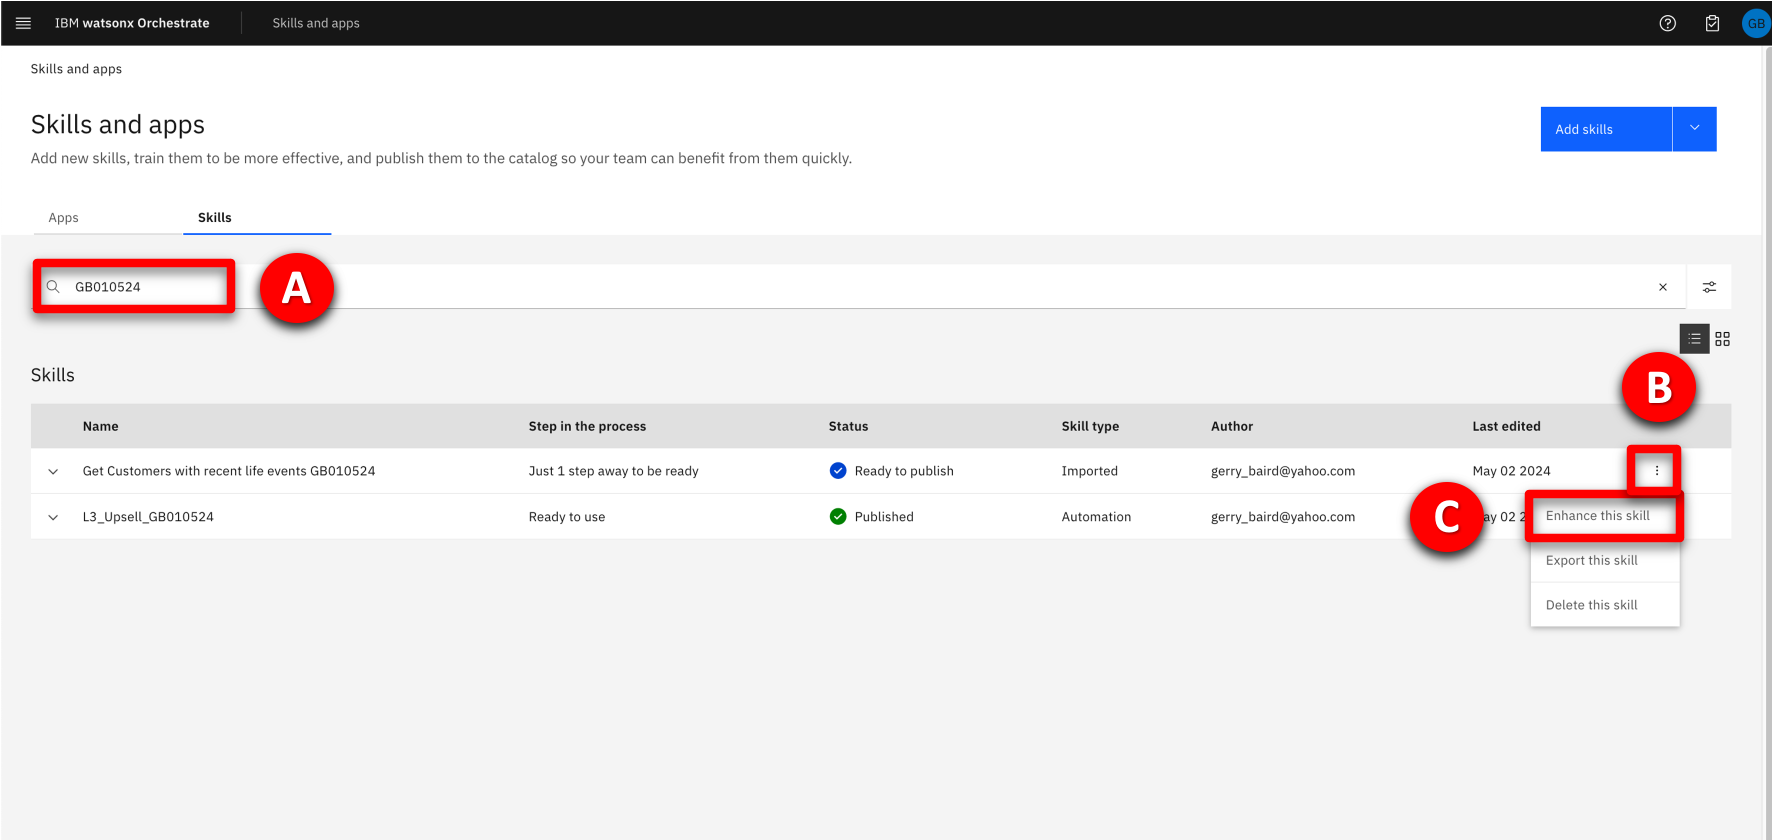 IBM watsonx Orchestrate Skills and apps GB
Skills and apps
Skills and apps
Add skills
Add new skills, train them to be more effective, and publish them to the catalog so your team can benefit from them quickly.
Apps Skills
GB010524 A
Skills
B
Name Step in the process Status Skill type Author Last edited
Get Customers with recent life events GB010524 Just 1 step away to be ready Ready to publish Imported gerry_baird@yahoo.com May 02 2024
L3_Upsell_GB010524 Ready to use Published Automation gerry_baird@yahoo.com C ay 02 2 Enhance this skill
Export this skill
Delete this skill